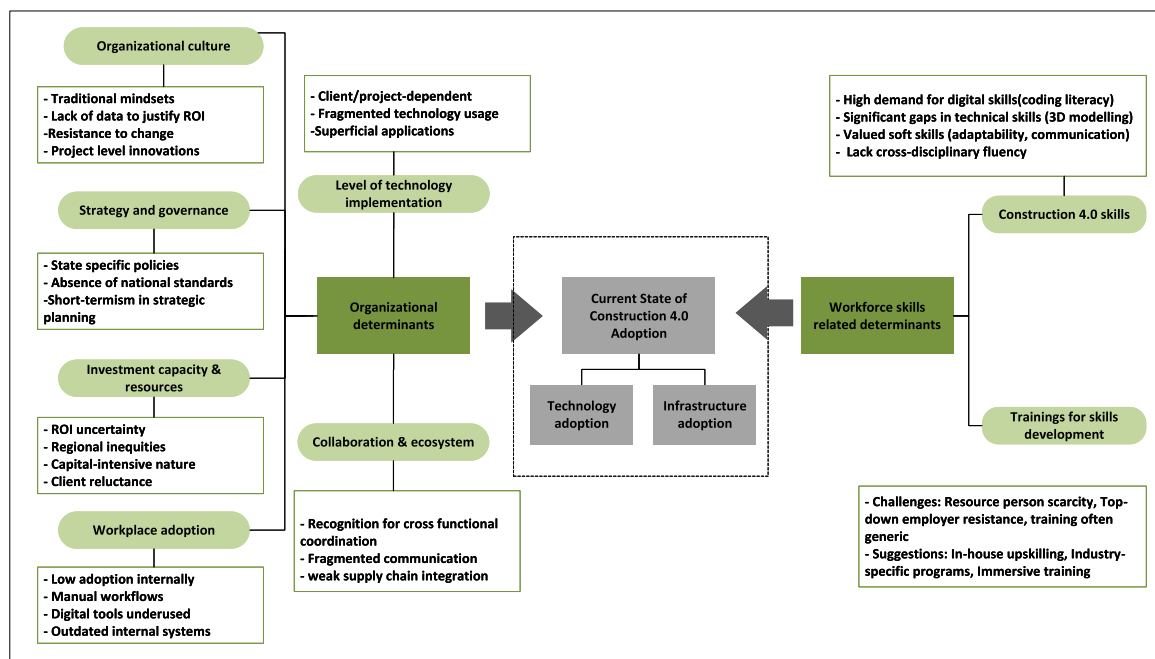 Organizational culture
- Traditional mindsets
- Lack of data to justify ROI
-Resistance to change
- Project level innovations
Strategy and governance
- State specific policies
- Absence of national standards
-Short-termism in strategic
planning
Investment capacity &
resources
- ROI uncertainty
- Regional inequities
- Capital-intensive nature
- Client reluctance
Workplace adoption
- Low adoption internally
- Manual workflows
- Digital tools underused
- Outdated internal systems
- Client/project-dependent
- Fragmented technology usage
-Superficial applications
Level of technology
implementation
Organizational
determinants
Collaboration & ecosystem
- Recognition for cross functional
coordination
- Fragmented communication
- weak supply chain integration
Current State of
Construction 4.0
Adoption
Technology
adoption
Infrastructure
adoption
Workforce skills
related determinants
- High demand for digital skills(coding literacy)
- Significant gaps in technical skills (3D modelling)
- Valued soft skills (adaptability, communication)
- Lack cross-disciplinary fluency
Construction 4.0 skills
Trainings for skills
development
- Challenges: Resource person scarcity, Top-
down employer resistance, training often
generic
- Suggestions: In-house upskilling, Industry-
specific programs, Immersive training